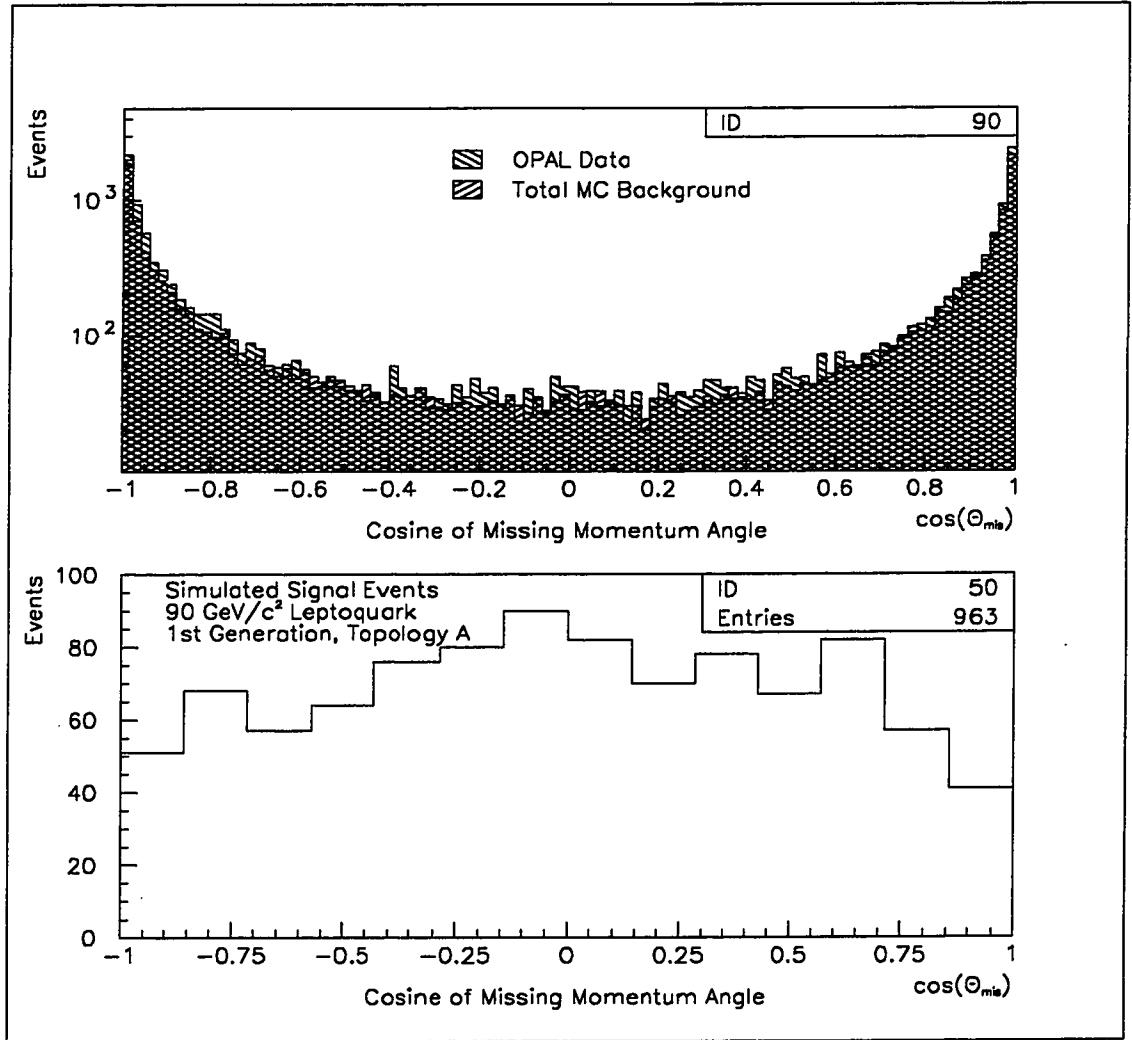 Events
ID 90
OPAL Data
Total MC Background
10³
10²
−1 −0.8 −0.6 −0.4 −0.2 0 0.2 0.4 0.6 0.8 1
Cosine of Missing Momentum Angle
cos(Θmis)
Events
100
80
60
40
20
0
Simulated Signal Events
90 GeV/c² Leptoquark
1st Generation, Topology A
ID 50
Entries 963
−1 −0.75 −0.5 −0.25 0 0.25 0.5 0.75 1
Cosine of Missing Momentum Angle
cos(Θmis)